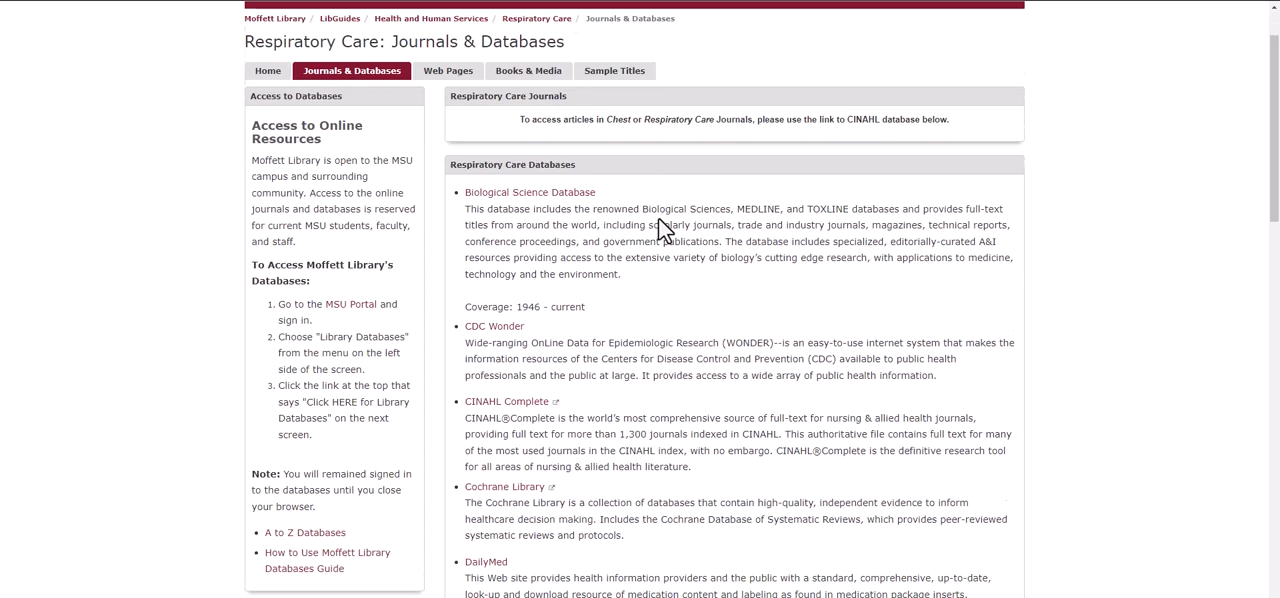 Moffett Library / LibGuides / Health and Human Services / Respiratory Care / Journals & Databases
Respiratory Care: Journals & Databases
Home Journals & Databases Web Pages Books & Media Sample Titles
Access to Databases
Access to Online
Resources
Moffett Library is open to the MSU
campus and surrounding
community. Access to the online
journals and databases is reserved
for current MSU students, faculty,
and staff.
To Access Moffett Library's
Databases:
1. Go to the MSU Portal and
sign in.
2. Choose "Library Databases"
from the menu on the left
side of the screen.
3. Click the link at the top that
says "Click HERE for Library
Databases" on the next
screen.
Note: You will remained signed in
to the databases until you close
your browser.
• A to Z Databases
• How to Use Moffett Library
Databases Guide
Respiratory Care Journals
To access articles in Chest or Respiratory Care Journals, please use the link to CINAHL database below.
Respiratory Care Databases
• Biological Science Database
This database includes the renowned Biological Sciences, MEDLINE, and TOXLINE databases and provides full-text
titles from around the world, including scholarly journals, trade and industry journals, magazines, technical reports,
conference proceedings, and government publications. The database includes specialized, editorially-curated A&I
resources providing access to the extensive variety of biology's cutting edge research, with applications to medicine,
technology and the environment.
Coverage: 1946 - current
• CDC Wonder
Wide-ranging OnLine Data for Epidemiologic Research (WONDER)--is an easy-to-use internet system that makes the
information resources of the Centers for Disease Control and Prevention (CDC) available to public health
professionals and the public at large. It provides access to a wide array of public health information.
• CINAHL Complete
CINAHL®Complete is the world's most comprehensive source of full-text for nursing & allied health journals,
providing full text for more than 1,300 journals indexed in CINAHL. This authoritative file contains full text for many
of the most used journals in the CINAHL index, with no embargo. CINAHL®Complete is the definitive research tool
for all areas of nursing & allied health literature.
• Cochrane Library
The Cochrane Library is a collection of databases that contain high-quality, independent evidence to inform
healthcare decision making. Includes the Cochrane Database of Systematic Reviews, which provides peer-reviewed
systematic reviews and protocols.
• DailyMed
This Web site provides health information providers and the public with a standard, comprehensive, up-to-date,
look-up and download resource of medication content and labeling as found in medication package inserts.